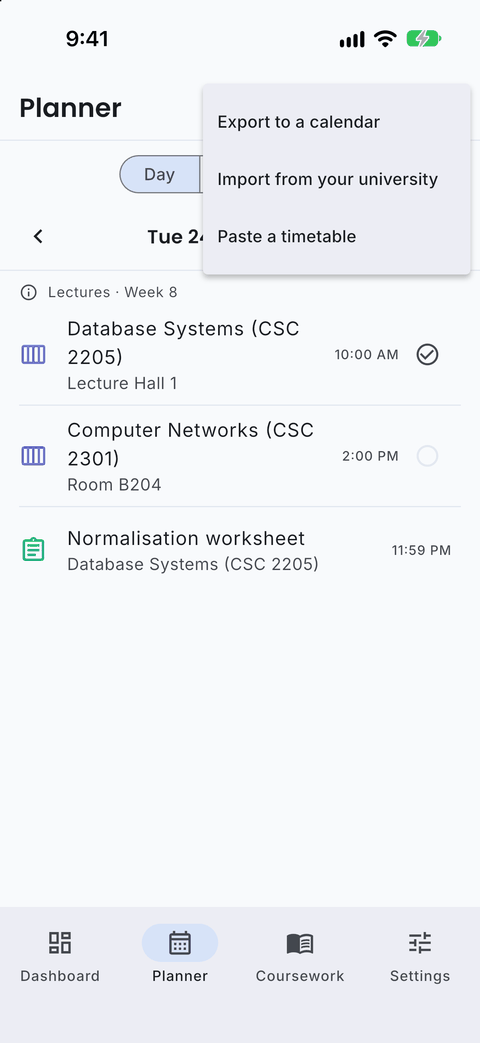 9:41
Planner
Export to a calendar
Import from your university
Paste a timetable
Day
Tue 24
Lectures · Week 8
Database Systems (CSC
2205)
10:00 AM
Lecture Hall 1
Computer Networks (CSC
2301)
2:00 PM
Room B204
Normalisation worksheet
11:59 PM
Database Systems (CSC 2205)
Dashboard
Planner
Coursework
Settings